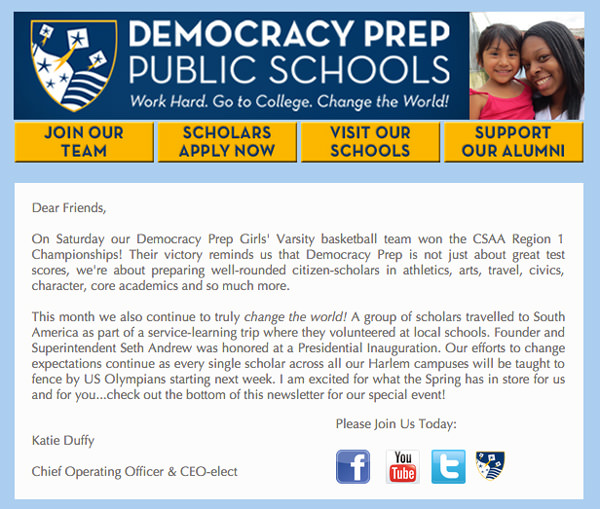 DEMOCRACY PREP
PUBLIC SCHOOLS
Work Hard. Go to College. Change the World!
JOIN OUR
TEAM
SCHOLARS
APPLY NOW
VISIT OUR
SCHOOLS
SUPPORT
OUR ALUMNI
Dear Friends,
On Saturday our Democracy Prep Girls' Varsity basketball team won the CSAA Region 1
Championships! Their victory reminds us that Democracy Prep is not just about great test
scores, we're about preparing well-rounded citizen-scholars in athletics, arts, travel, civics,
character, core academics and so much more.
This month we also continue to truly change the world! A group of scholars travelled to South
America as part of a service-learning trip where they volunteered at local schools. Founder and
Superintendent Seth Andrew was honored at a Presidential Inauguration. Our efforts to change
expectations continue as every single scholar across all our Harlem campuses will be taught to
fence by US Olympians starting next week. I am excited for what the Spring has in store for us
and for you...check out the bottom of this newsletter for our special event!
Please Join Us Today:
Katie Duffy
Chief Operating Officer & CEO-elect
f
You
Tube
t